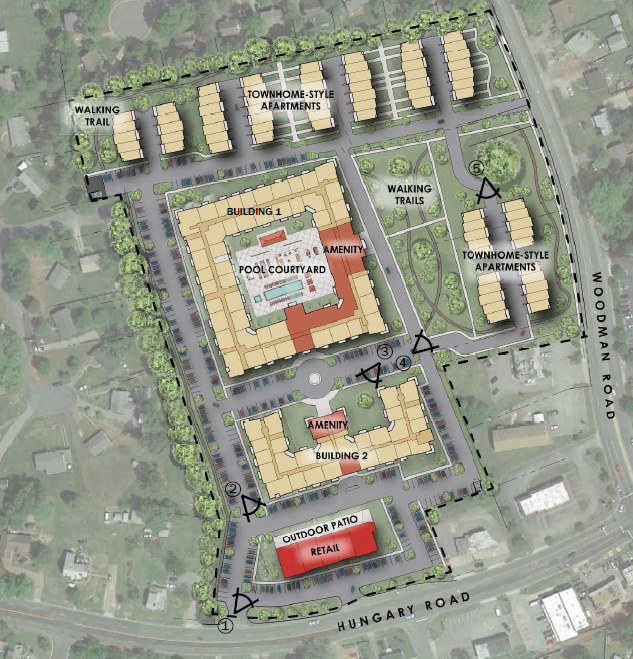 WALKING
TRAIL
TOWNHOME-STYLE
APARTMENTS
⑤
BUILDING 1
WALKING
TRAILS
AMENITY
POOL COURTYARD
TOWNHOME-STYLE
APARTMENTS
WOODMAN ROAD
③
④
AMENITY
BUILDING 2
②
OUTDOOR PATIO
RETAIL
①
HUNGARY ROAD